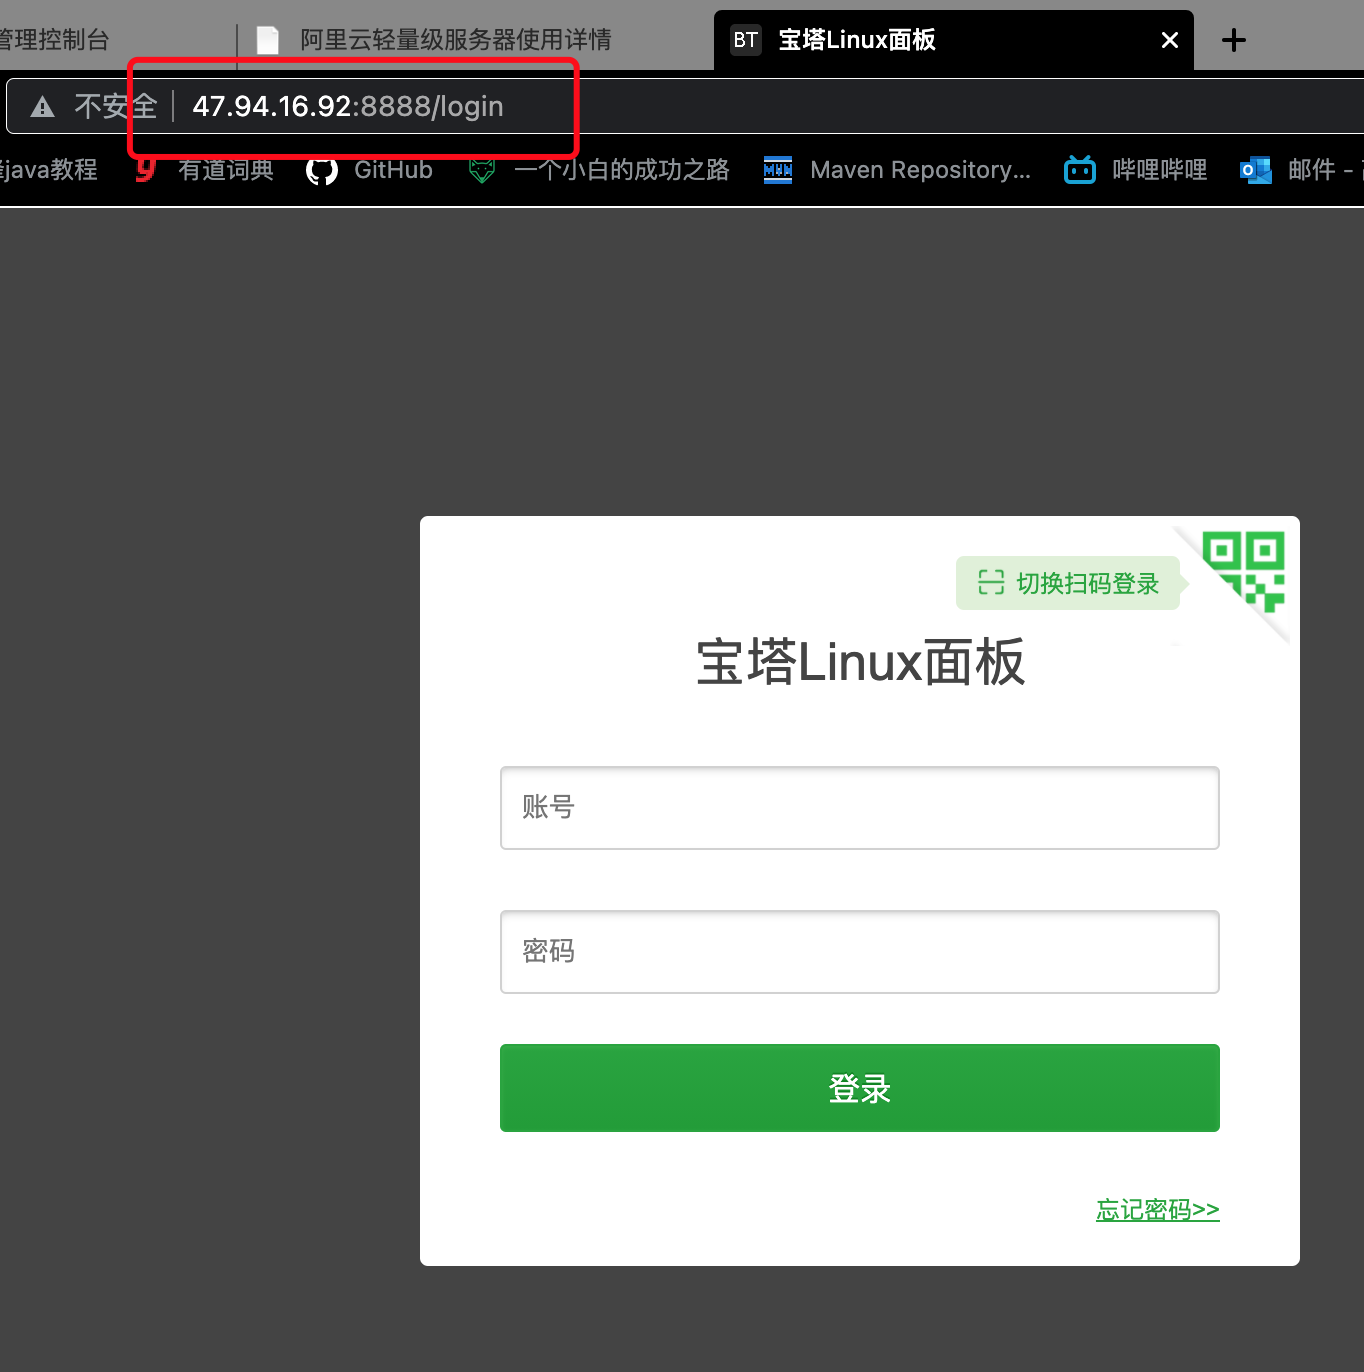 管理控制台
阿里云轻量级服务器使用详情
BT 宝塔Linux面板
不安全 47.94.16.92:8888/login
java教程
有道词典
GitHub
一个小白的成功之路
Maven Repository...
哔哩哔哩
邮件 -
切换扫码登录
宝塔Linux面板
账号
密码
登录
忘记密码>>